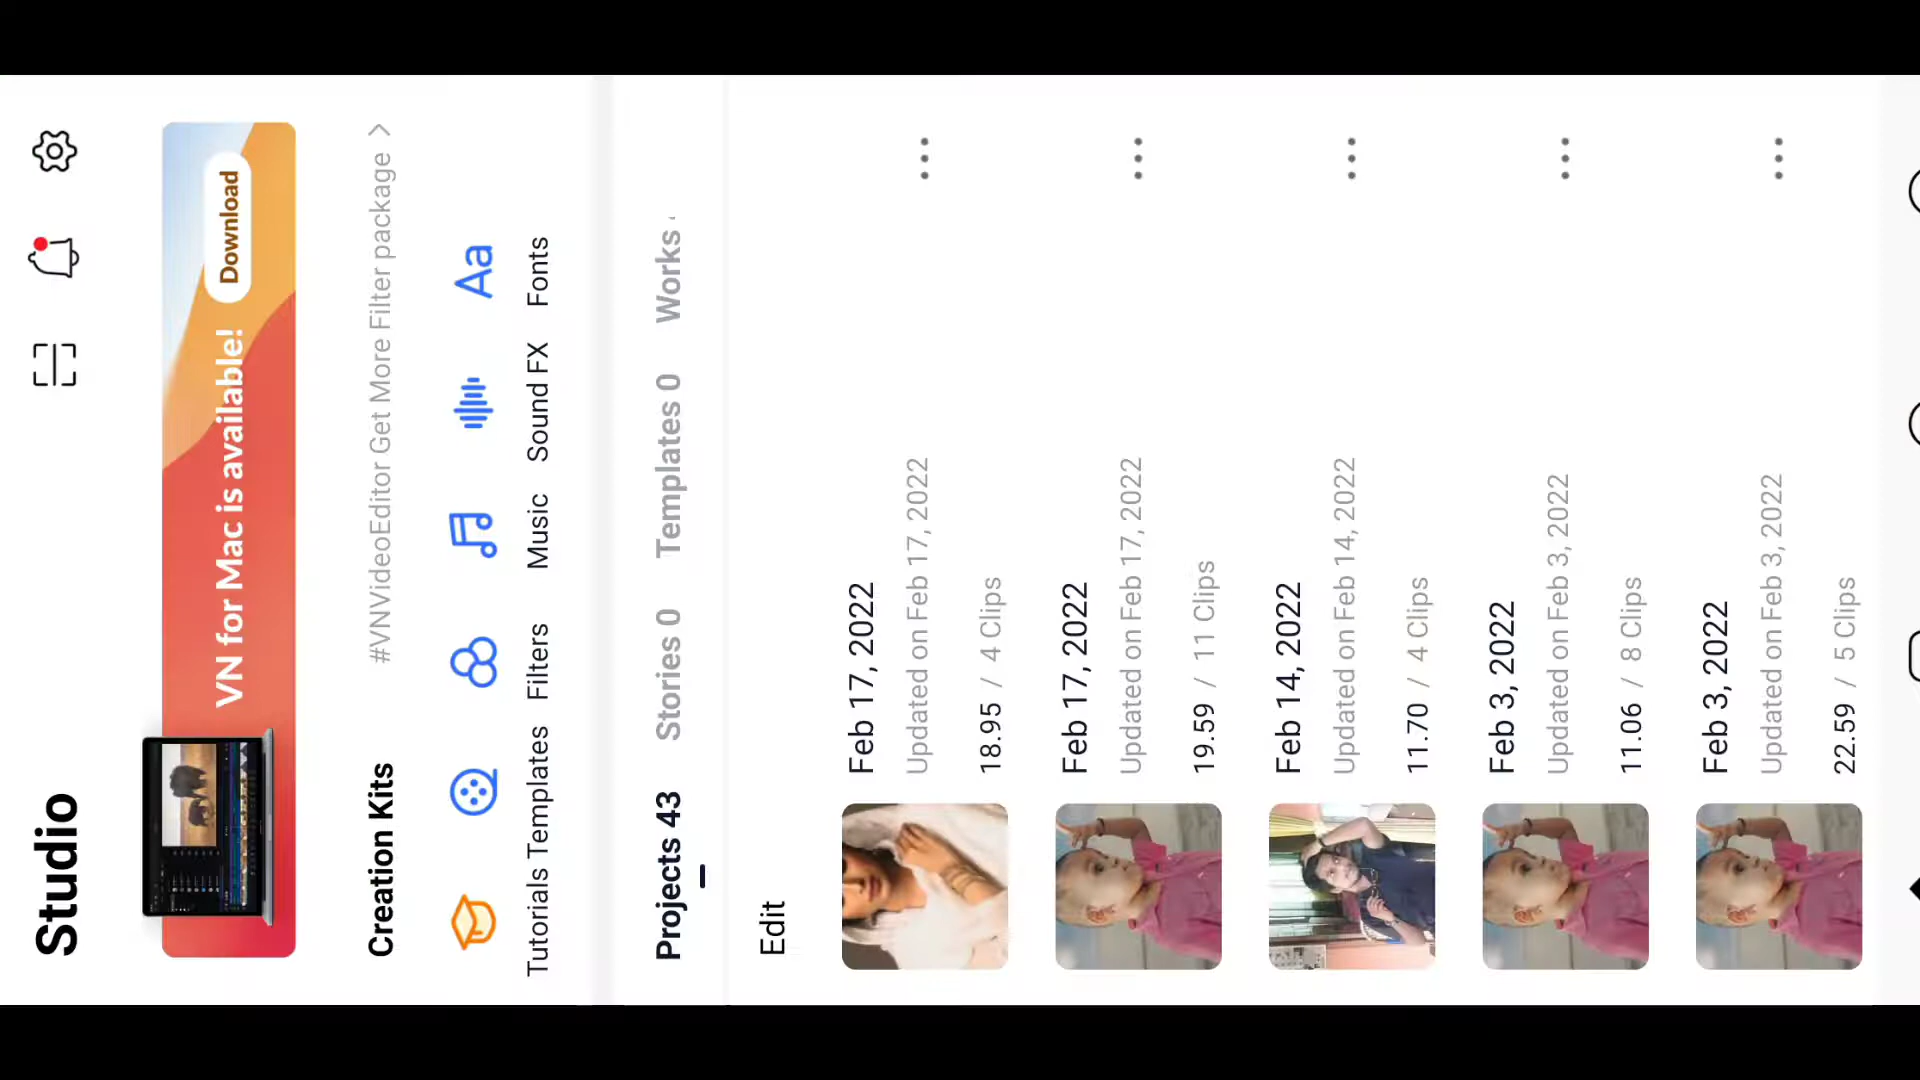 Studio
VN for Mac is available!
Download
Creation Kits
#VNVideoEditor Get More Filter package >
Tutorials Templates Filters Music Sound FX Fonts
Projects 43 Stories 0 Templates 0 Works
Edit
Feb 17, 2022
Updated on Feb 17, 2022
18.95 / 4 Clips
Feb 17, 2022
Updated on Feb 17, 2022
19.59 / 11 Clips
Feb 14, 2022
Updated on Feb 14, 2022
11.70 / 4 Clips
Feb 3, 2022
Updated on Feb 3, 2022
11.06 / 8 Clips
Feb 3, 2022
Updated on Feb 3, 2022
22.59 / 5 Clips